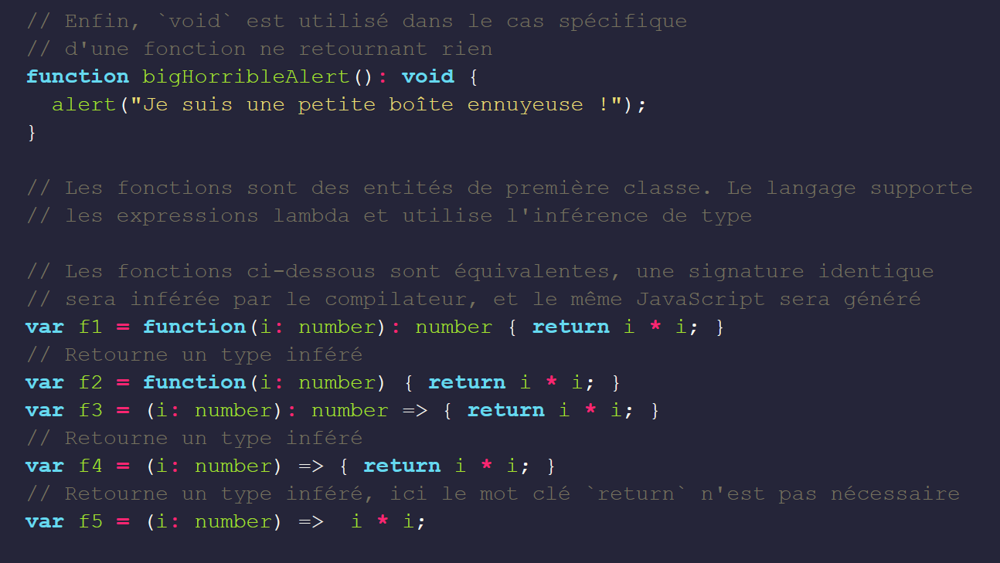 // Enfin, `void` est utilisé dans le cas spécifique
// d'une fonction ne retournant rien
function bigHorribleAlert(): void {
  alert("Je suis une petite boîte ennuyeuse !");
}

// Les fonctions sont des entités de première classe. Le langage supporte
// les expressions lambda et utilise l'inférence de type

// Les fonctions ci-dessous sont équivalentes, une signature identique
// sera inférée par le compilateur, et le même JavaScript sera généré
var f1 = function(i: number): number { return i * i; }
// Retourne un type inféré
var f2 = function(i: number) { return i * i; }
var f3 = (i: number): number => { return i * i; }
// Retourne un type inféré
var f4 = (i: number) => { return i * i; }
// Retourne un type inféré, ici le mot clé `return` n'est pas nécessaire
var f5 = (i: number) =>  i * i;